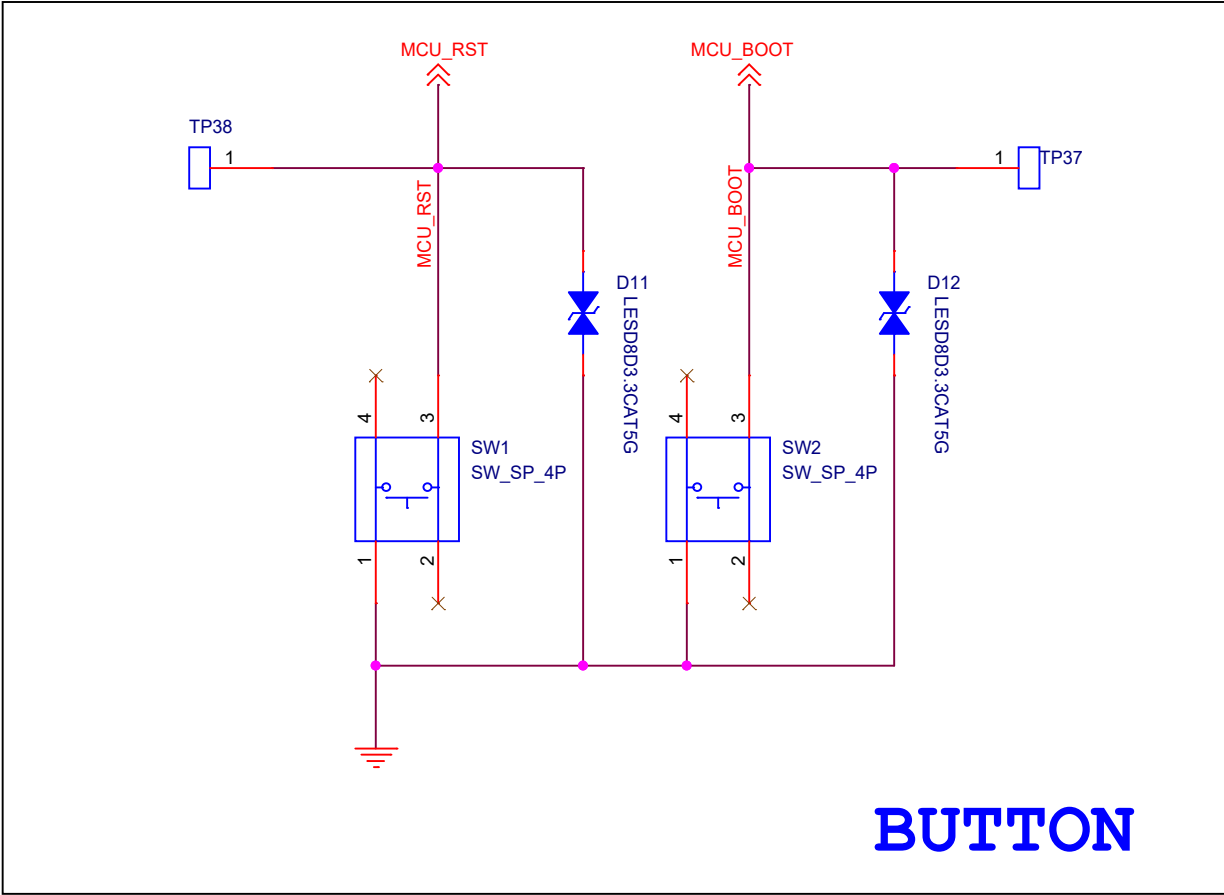 MCU_RST
MCU_BOOT
TP38
1
1
TP37
MCU_RST
MCU_BOOT
D11
LESD8D3.3CAT5G
D12
LESD8D3.3CAT5G
4
3
4
3
SW1
SW_SP_4P
SW2
SW_SP_4P
1
2
1
2
BUTTON